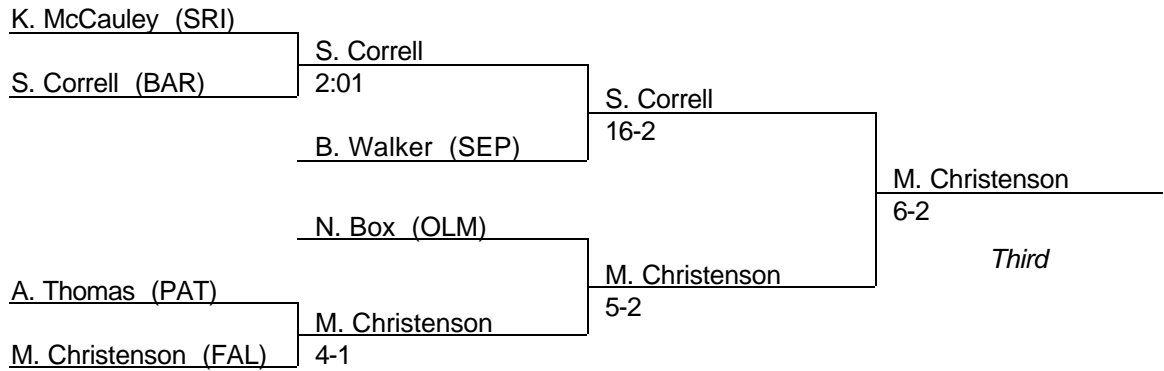 K. McCauley (SRI)
S. Correll
S. Correll (BAR)
2:01
S. Correll
16-2
B. Walker (SEP)
M. Christenson
6-2
N. Box (OLM)
Third
M. Christenson
A. Thomas (PAT)
5-2
M. Christenson
M. Christenson (FAL)
4-1